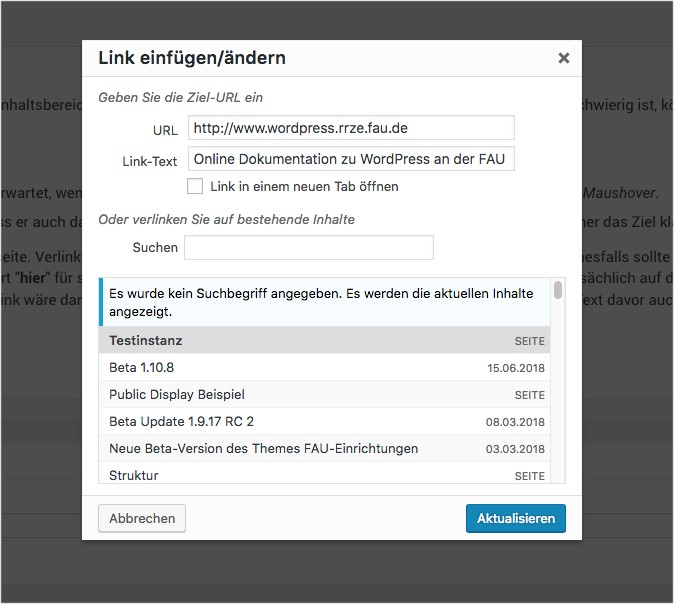 Link einfügen/ändern
Geben Sie die Ziel-URL ein
URL http://www.wordpress.rrze.fau.de
Link-Text Online Dokumentation zu WordPress an der FAU
Link in einem neuen Tab öffnen
Oder verlinken Sie auf bestehende Inhalte
Suchen
Es wurde kein Suchbegriff angegeben. Es werden die aktuellen Inhalte
angezeigt.
Testinstanz SEITE
Beta 1.10.8 15.06.2018
Public Display Beispiel SEITE
Beta Update 1.9.17 RC 2 08.03.2018
Neue Beta-Version des Themes FAU-Einrichtungen 03.03.2018
Struktur SEITE
Abbrechen Aktualisieren